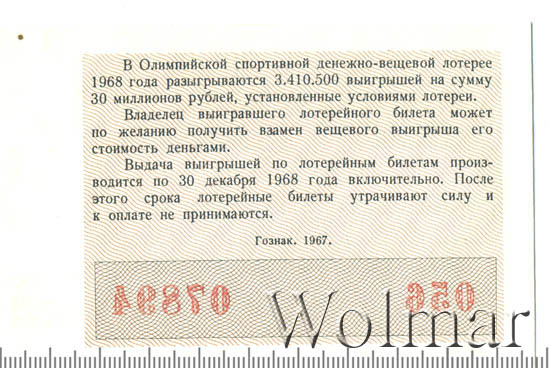 В Олимпийской спортивной денежно-вещевой лотерее
1968 года разыгрываются 3.410.500 выигрышей на сумму
30 миллионов рублей, установленные условиями лотереи.
Владелец выигравшего лотерейного билета может
по желанию получить взамен вещевого выигрыша его
стоимость деньгами.
Выдача выигрышей по лотерейным билетам произ-
водится по 30 декабря 1968 года включительно. После
этого срока лотерейные билеты утрачивают силу и
к оплате не принимаются.
Гознак. 1967.
07894 056
Wolmar